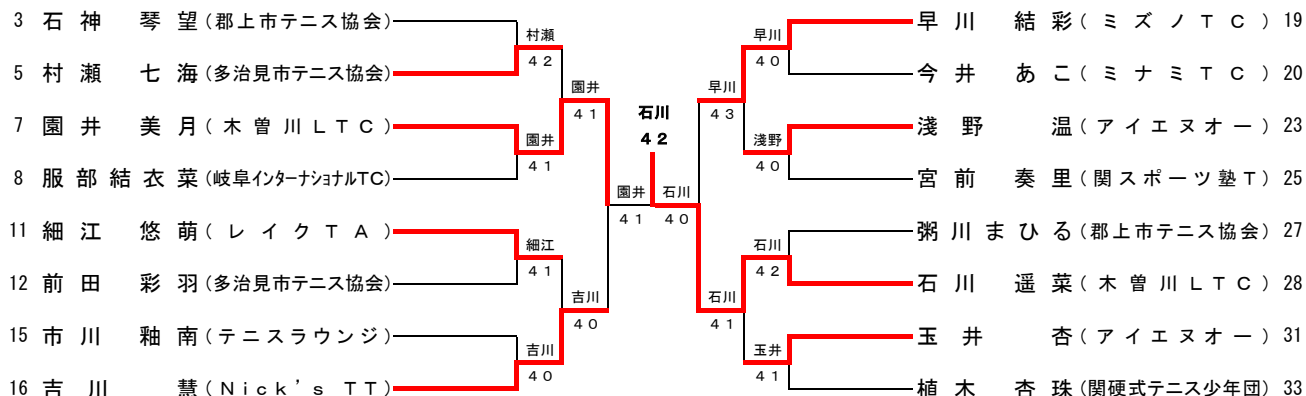 3 石神 琴望 (郡上市テニス協会)
5 村瀬 七海 (多治見市テニス協会)
7 園井 美月 (木曽川LTC)
8 服部結衣菜 (岐阜インターナショナルTC)
11 細江 悠萌 (レイクTA)
12 前田 彩羽 (多治見市テニス協会)
15 市川 釉南 (テニスラウンジ)
16 吉川 慧 (Nick's TT)
村瀬
42
園井
41
細江
41
吉川
40
園井
41
吉川
40
園井
41
石川
42
石川
40
早川
43
石川
41
早川
40
淺野
40
石川
42
玉井
41
早川 結彩 (ミズノTC) 19
今井 あこ (ミナミTC) 20
淺野 温 (アイエヌオー) 23
宮前 奏里 (関スポーツ塾T) 25
粥川まひる (郡上市テニス協会) 27
石川 遥菜 (木曽川LTC) 28
玉井 杏 (アイエヌオー) 31
植木 杏珠 (関硬式テニス少年団) 33